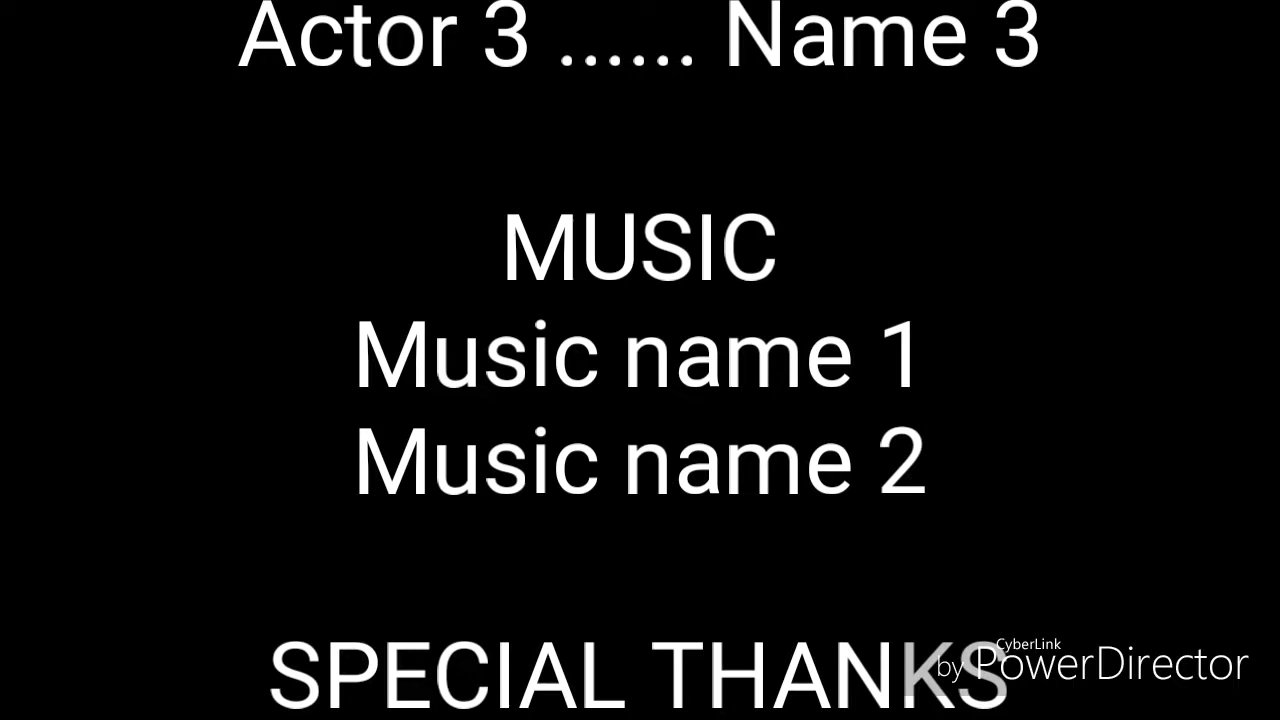 Actor 3 ...... Name 3
MUSIC
Music name 1
Music name 2
SPECIAL THANKS
CyberLink
by PowerDirector